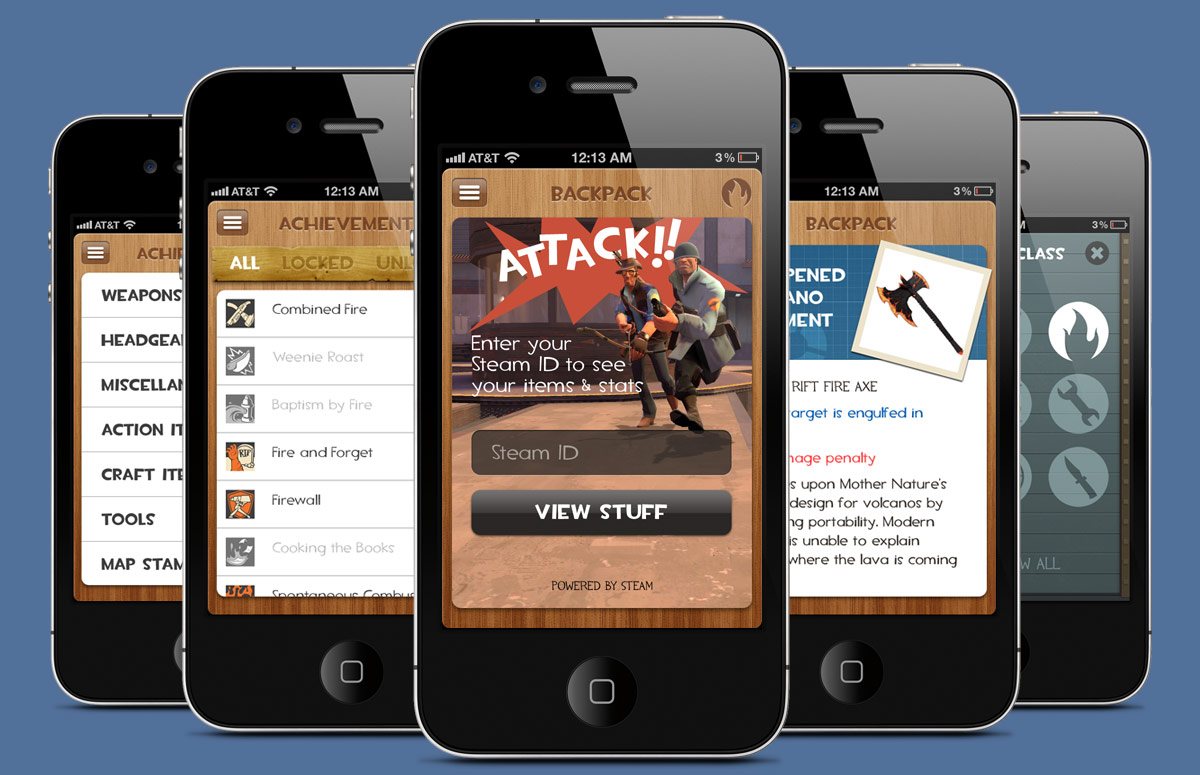 AT&T
ACHIE
WEAPONS
HEADGEA
MISCELLAN
ACTION IT
CRAFT ITE
TOOLS
MAP STAM
AT&T 12:13 AM
ACHIEVEMENT
ALL LOCKED UNL
Combined Fire
Weenie Roast
Baptism by Fire
Fire and Forget
RIP
Firewall
Cooking the Books
Spontaneous Combus
AT&T 12:13 AM 3%
BACKPACK
ATTACK!!
Enter your
Steam ID to see
your items & stats
Steam ID
VIEW STUFF
POWERED BY STEAM
12:13 AM 3%
BACKPACK
PENED
ANO
MENT
RIFT FIRE AXE
arget is engulfed in
mage penalty
es upon Mother Nature's
design for volcanos by
ng portability. Modern
is unable to explain
where the lava is coming
M 3%
CLASS
W ALL